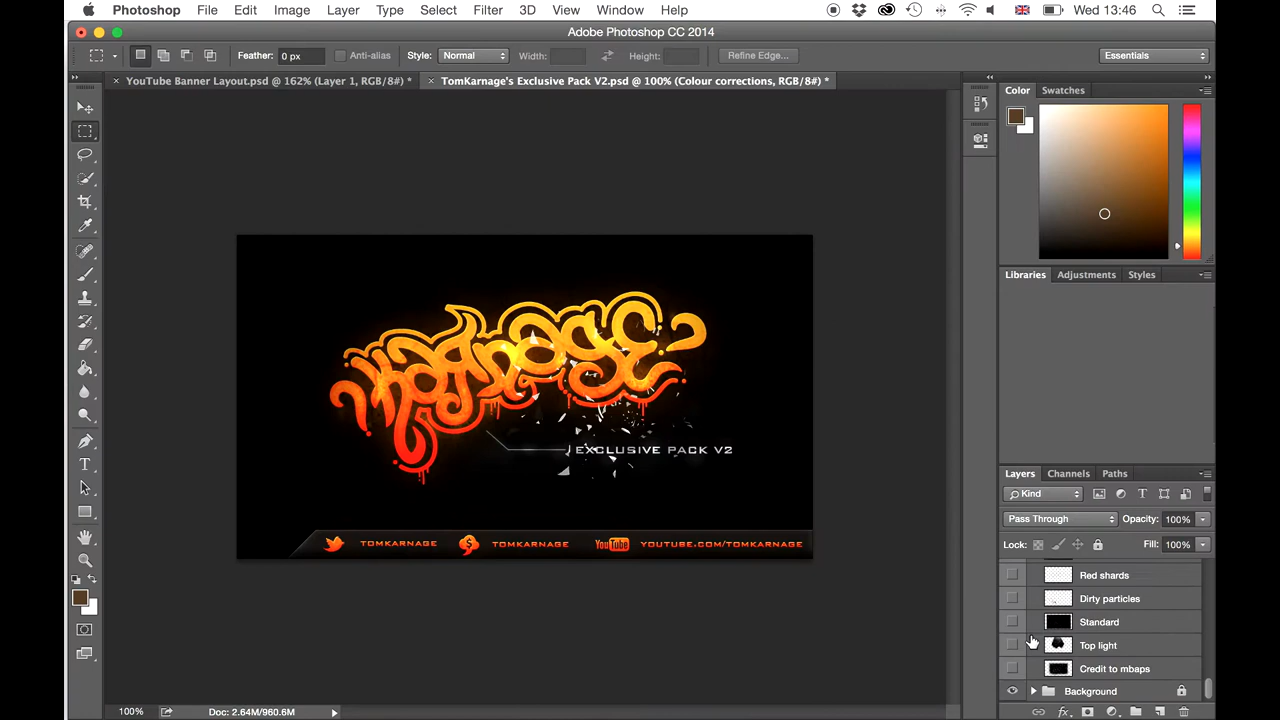 Photoshop File Edit Image Layer Type Select Filter 3D View Window Help Wed 13:46
Adobe Photoshop CC 2014
Feather: 0 px Anti-alias Style: Normal Width: Height: Refine Edge... Essentials
YouTube Banner Layout.psd @ 162% (Layer 1, RGB/8#) * TomKarnage's Exclusive Pack V2.psd @ 100% (Colour corrections, RGB/8#) *
Color Swatches
Libraries Adjustments Styles
Karnage
EXCLUSIVE PACK V2
TOMKARNAGE TOMKARNAGE YouTube YOUTUBE.COM/TOMKARNAGE
Layers Channels Paths
Kind
Pass Through Opacity: 100%
Lock: Fill: 100%
Red shards
Dirty particles
Standard
Top light
Credit to mbaps
Background
100% Doc: 2.64M/960.6M